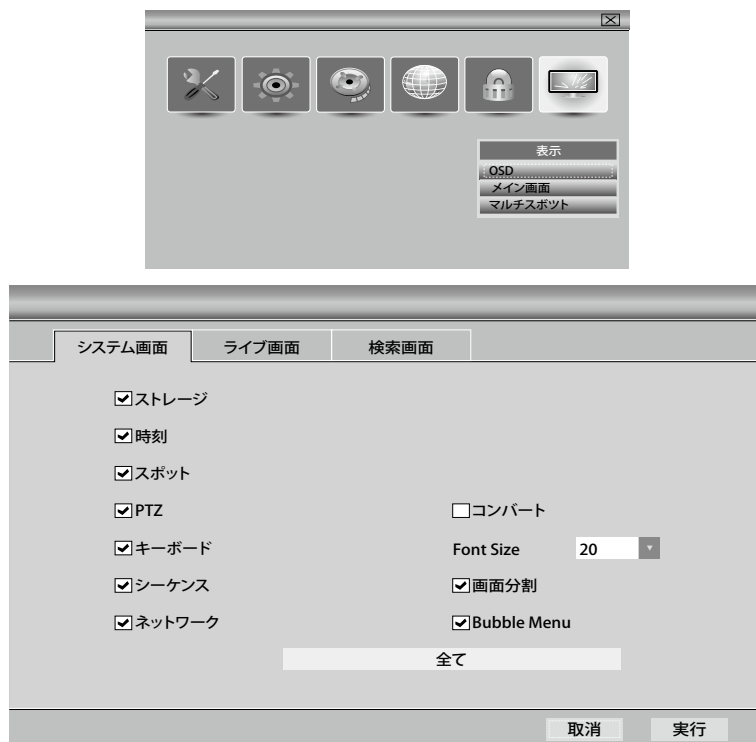 表示
OSD
メイン画面
マルチスボツト
システム画面 ライブ画面 検索画面
ストレージ
時刻
スポット
PTZ コンバート
キーボード Font Size 20
シーケンス 画面分割
ネットワーク Bubble Menu
全て
取消 実行